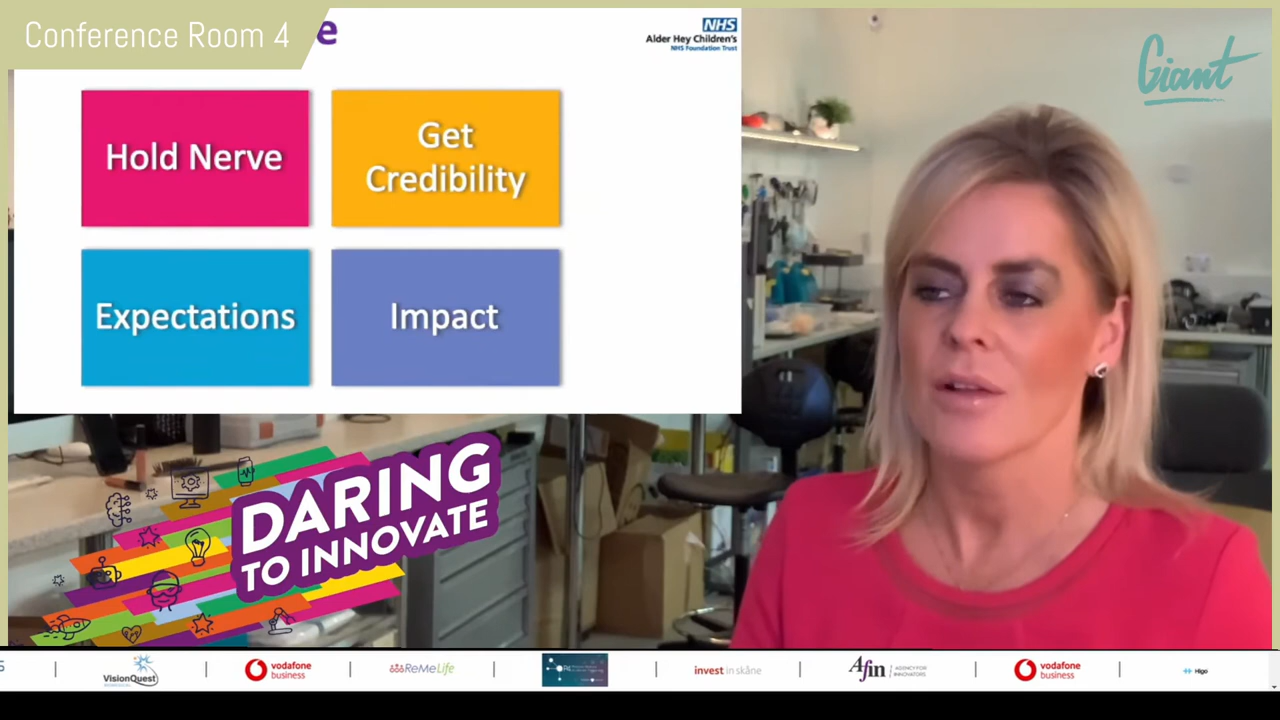 Conference Room 4
e
NHS
Alder Hey Children's
NHS Foundation Trust
Giant
Hold Nerve
Get
Credibility
Expectations
Impact
DARING
TO INNOVATE
S
VisionQuest
vodafone
business
ReMeLife
invest in skåne
Afin
AGENCY FOR
INNOVATORS
vodafone
business
Higo